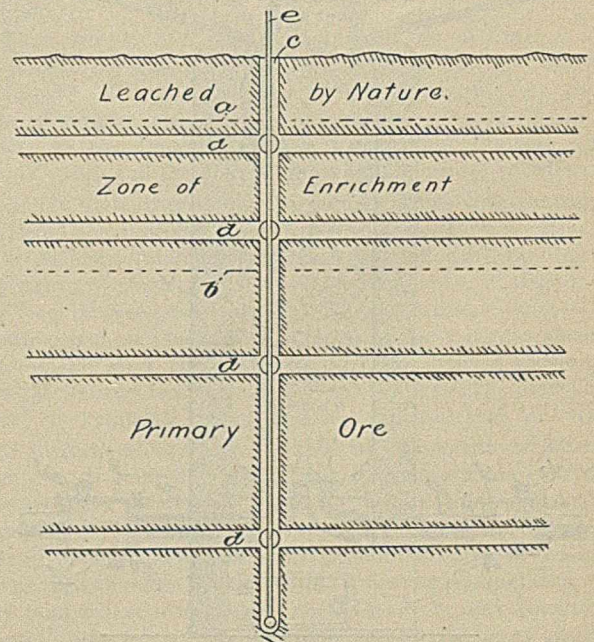 e
c
Leached by Nature.
a
d
Zone of Enrichment
d
b
d
Primary Ore
d